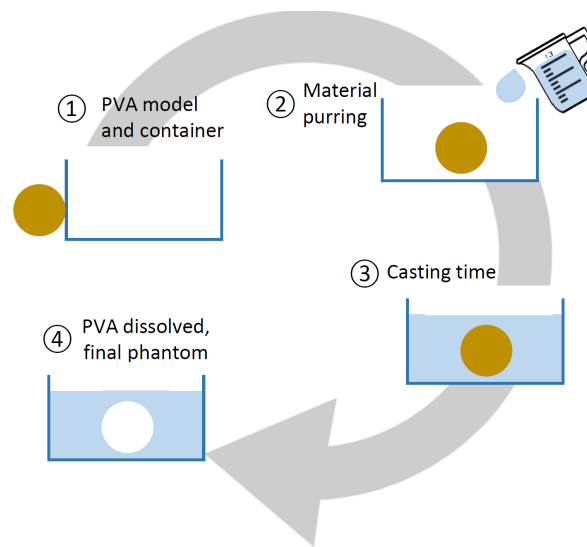 ① PVA model
and container
② Material
purring
③ Casting time
④ PVA dissolved,
final phantom